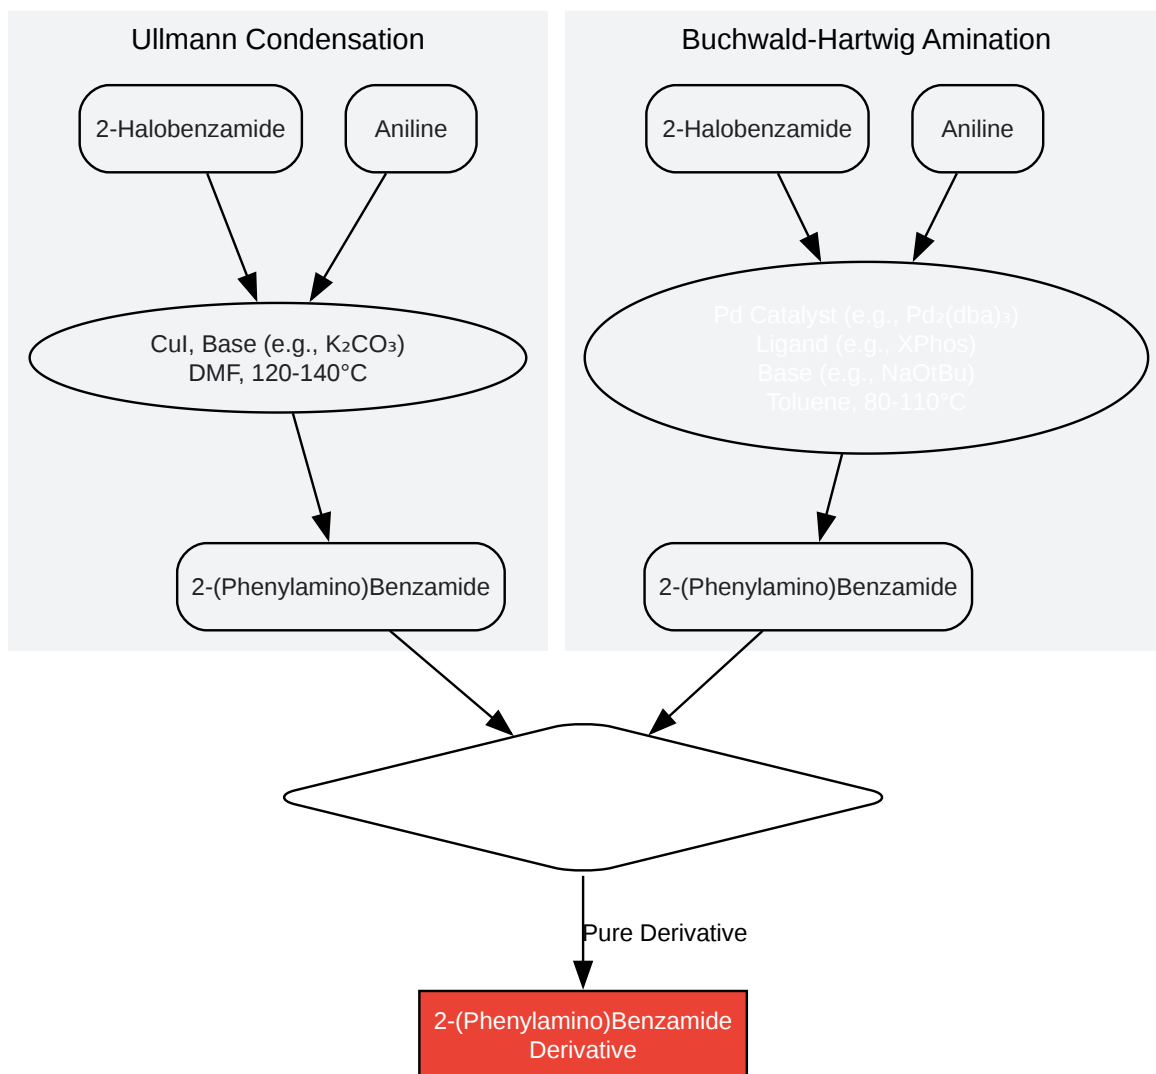 Ullmann Condensation
Buchwald-Hartwig Amination
2-Halobenzamide
Aniline
2-Halobenzamide
Aniline
CuI, Base (e.g., K₂CO₃)
DMF, 120-140°C
Pd Catalyst (e.g., Pd₂(dba)₃)
Ligand (e.g., XPhos)
Base (e.g., NaOtBu)
Toluene, 80-110°C
2-(Phenylamino)Benzamide
2-(Phenylamino)Benzamide
Pure Derivative
2-(Phenylamino)Benzamide
Derivative